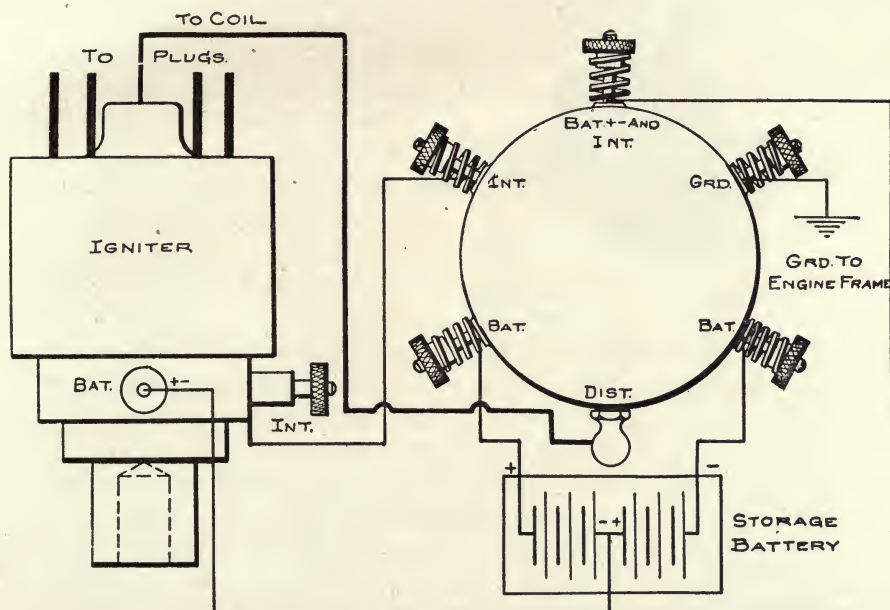 TO COIL
TO PLUGS.
BAT. +- AND
INT.
INT.
GRD.
IGNITER
GRD. TO
ENGINE FRAME
BAT.
BAT.
BAT.
+-
DIST.
INT.
+
-
-+
STORAGE
BATTERY